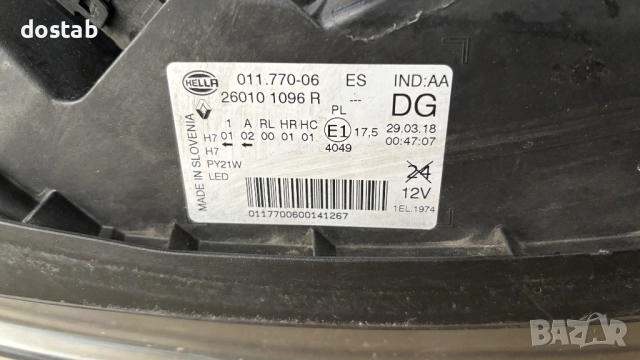 dostab
HELLA
011.770-06 ES IND:AA
26010 1096 R --- DG
PL
1 A RL HR HC E1 17,5 29.03.18
H7 01 02 00 01 01 00:47:07
H7 4049
PY21W
LED
24
12V
MADE IN SLOVENIA
0117700600141267
1EL.1974
BAZAR.bg